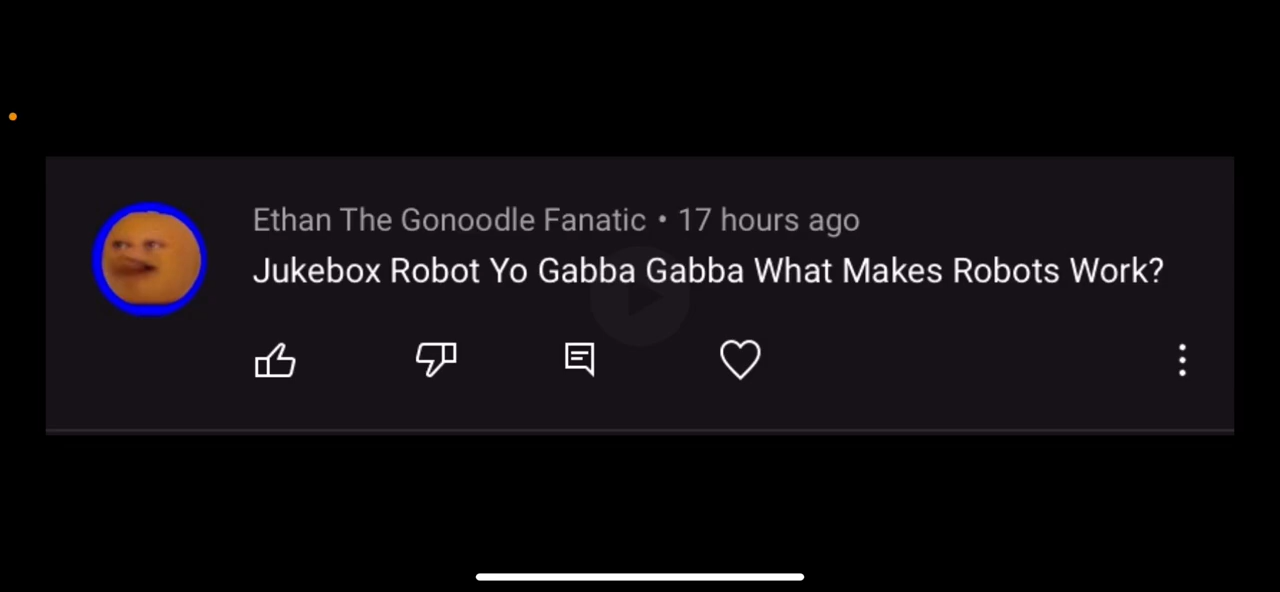 Ethan The Gonoodle Fanatic • 17 hours ago
Jukebox Robot Yo Gabba Gabba What Makes Robots Work?